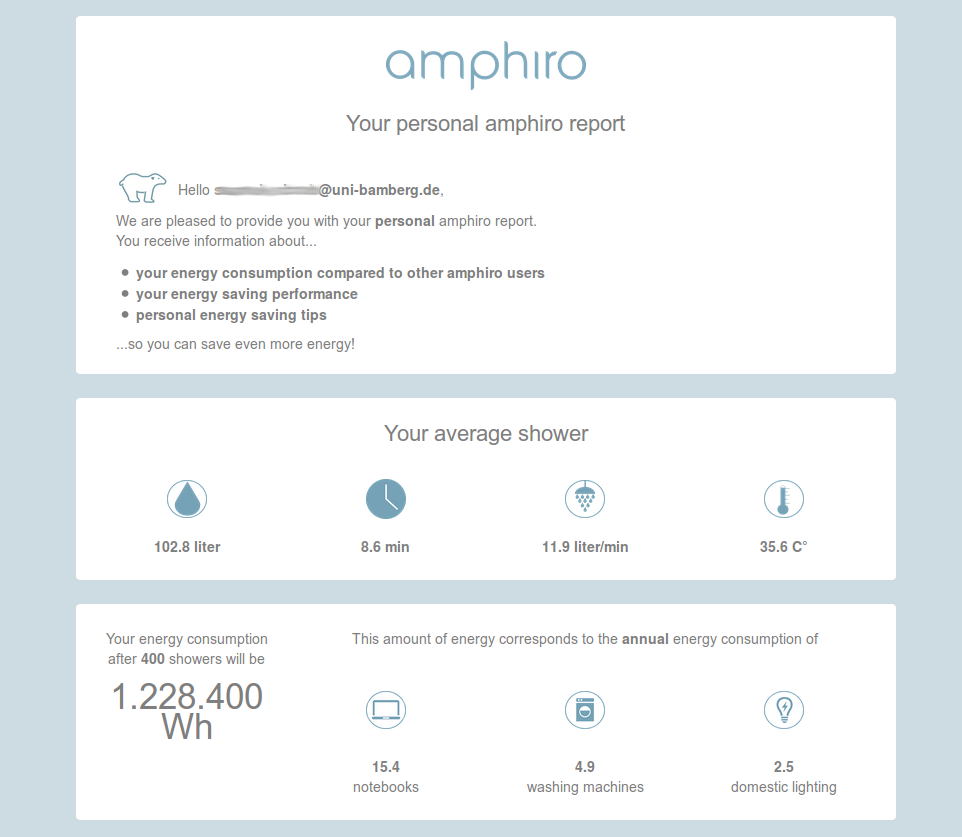 amphiro
Your personal amphiro report
Hello @uni-bamberg.de,
We are pleased to provide you with your personal amphiro report.
You receive information about...
• your energy consumption compared to other amphiro users
• your energy saving performance
• personal energy saving tips
...so you can save even more energy!
Your average shower
102.8 liter 8.6 min 11.9 liter/min 35.6 C°
Your energy consumption
after 400 showers will be
1.228.400
Wh
This amount of energy corresponds to the annual energy consumption of
15.4 4.9 2.5
notebooks washing machines domestic lighting